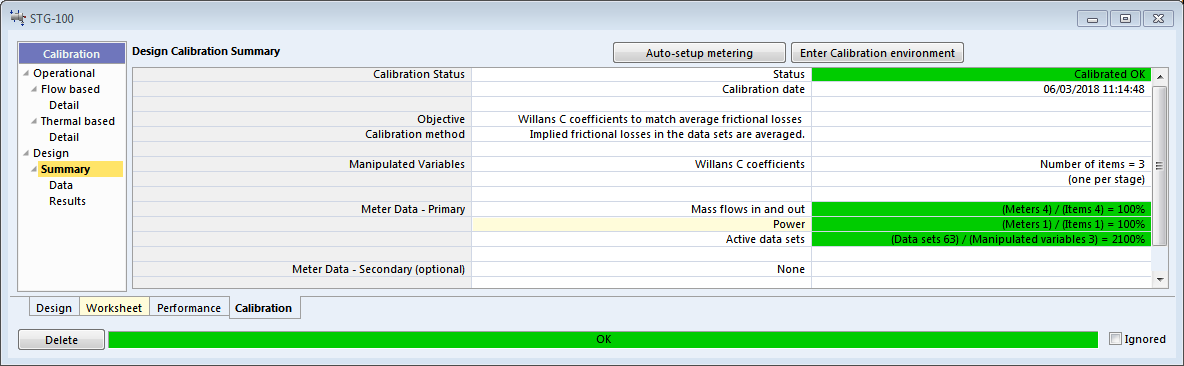 STG-100
Calibration
Operational
Flow based
Detail
Thermal based
Detail
Design
Summary
Data
Results
Design Calibration Summary
Auto-setup metering
Enter Calibration environment
Calibration Status Status Calibrated OK
Calibration date 06/03/2018 11:14:48
Objective Willans C coefficients to match average frictional losses
Calibration method Implied frictional losses in the data sets are averaged.
Manipulated Variables Willans C coefficients Number of items = 3
(one per stage)
Meter Data - Primary Mass flows in and out (Meters 4) / (Items 4) = 100%
Power (Meters 1) / (Items 1) = 100%
Active data sets (Data sets 63) / (Manipulated variables 3) = 2100%
Meter Data - Secondary (optional) None
Design Worksheet Performance Calibration
Delete OK Ignored